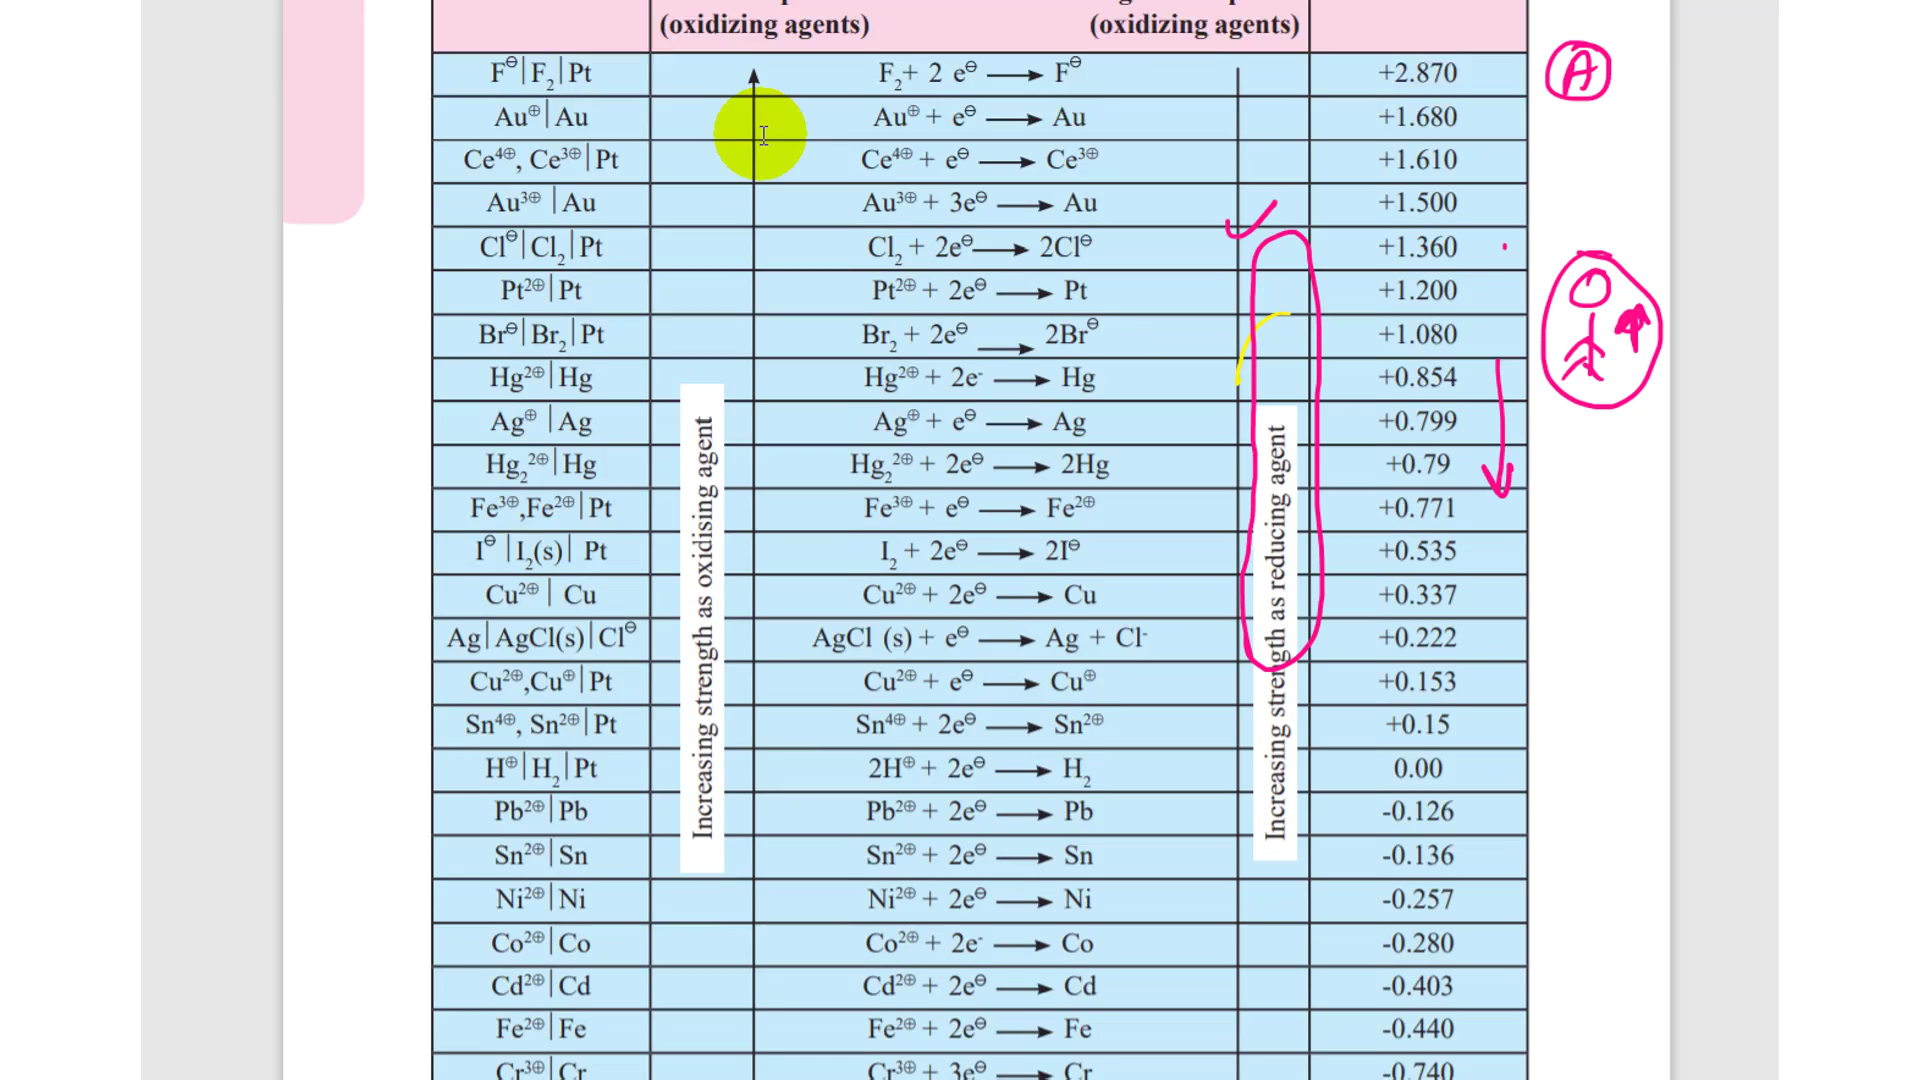 (oxidizing agents) (oxidizing agents)
F⊖|F₂|Pt F₂+ 2 e⊖ ⟶ F⊖ +2.870 A
Au⊕|Au Au⊕ + e⊖ ⟶ Au +1.680
Ce⁴⊕, Ce³⊕|Pt Ce⁴⊕ + e⊖ ⟶ Ce³⊕ +1.610
Au³⊕ |Au Au³⊕ + 3e⊖ ⟶ Au +1.500
Cl⊖|Cl₂|Pt Cl₂ + 2e⊖⟶ 2Cl⊖ +1.360
Pt²⊕|Pt Pt²⊕ + 2e⊖ ⟶ Pt +1.200
Br⊖|Br₂|Pt Br₂ + 2e⊖ ⟶ 2Br⊖ +1.080
Hg²⊕|Hg Hg²⊕ + 2e⁻ ⟶ Hg +0.854
Ag⊕ |Ag Ag⊕ + e⊖ ⟶ Ag +0.799
Hg₂²⊕|Hg Hg₂²⊕ + 2e⊖ ⟶ 2Hg +0.79
Fe³⊕,Fe²⊕|Pt Fe³⊕ + e⊖ ⟶ Fe²⊕ +0.771
I⊖ |I₂(s)| Pt I₂ + 2e⊖ ⟶ 2I⊖ +0.535
Cu²⊕| Cu Cu²⊕ + 2e⊖ ⟶ Cu +0.337
Ag|AgCl(s)|Cl⊖ AgCl (s) + e⊖ ⟶ Ag + Cl⁻ +0.222
Cu²⊕,Cu⊕|Pt Cu²⊕ + e⊖ ⟶ Cu⊕ +0.153
Sn⁴⊕, Sn²⊕|Pt Sn⁴⊕ + 2e⊖ ⟶ Sn²⊕ +0.15
H⊕|H₂|Pt 2H⊕ + 2e⊖ ⟶ H₂ 0.00
Pb²⊕|Pb Pb²⊕ + 2e⊖ ⟶ Pb -0.126
Sn²⊕|Sn Sn²⊕ + 2e⊖ ⟶ Sn -0.136
Ni²⊕|Ni Ni²⊕ + 2e⊖ ⟶ Ni -0.257
Co²⊕|Co Co²⊕ + 2e⁻ ⟶ Co -0.280
Cd²⊕|Cd Cd²⊕ + 2e⊖ ⟶ Cd -0.403
Fe²⊕|Fe Fe²⊕ + 2e⊖ ⟶ Fe -0.440
Cr³⊕|Cr Cr³⊕ + 3e⊖ ⟶ Cr -0.740
Increasing strength as oxidising agent
Increasing strength as reducing agent